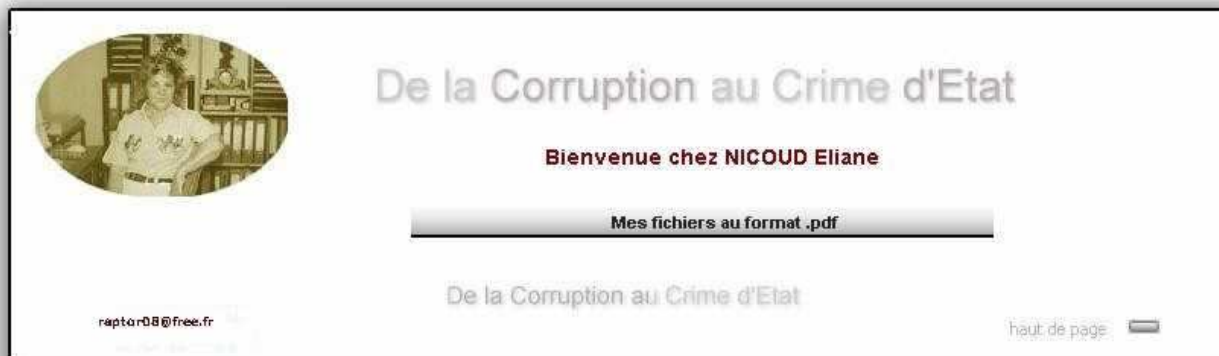 De la Corruption au Crime d'Etat
Bienvenue chez NICOUD Eliane
Mes fichiers au format .pdf
De la Corruption au Crime d'Etat
raptor08@free.fr
haut de page